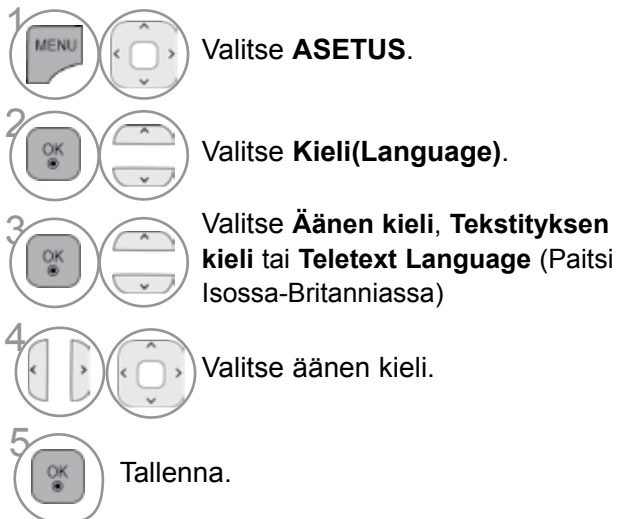 1
MENU
Valitse ASETUS.
2
OK
Valitse Kieli(Language).
3
OK
Valitse Äänen kieli, Tekstityksen
kieli tai Teletext Language (Paitsi
Isossa-Britanniassa)
4
Valitse äänen kieli.
5
OK
Tallenna.